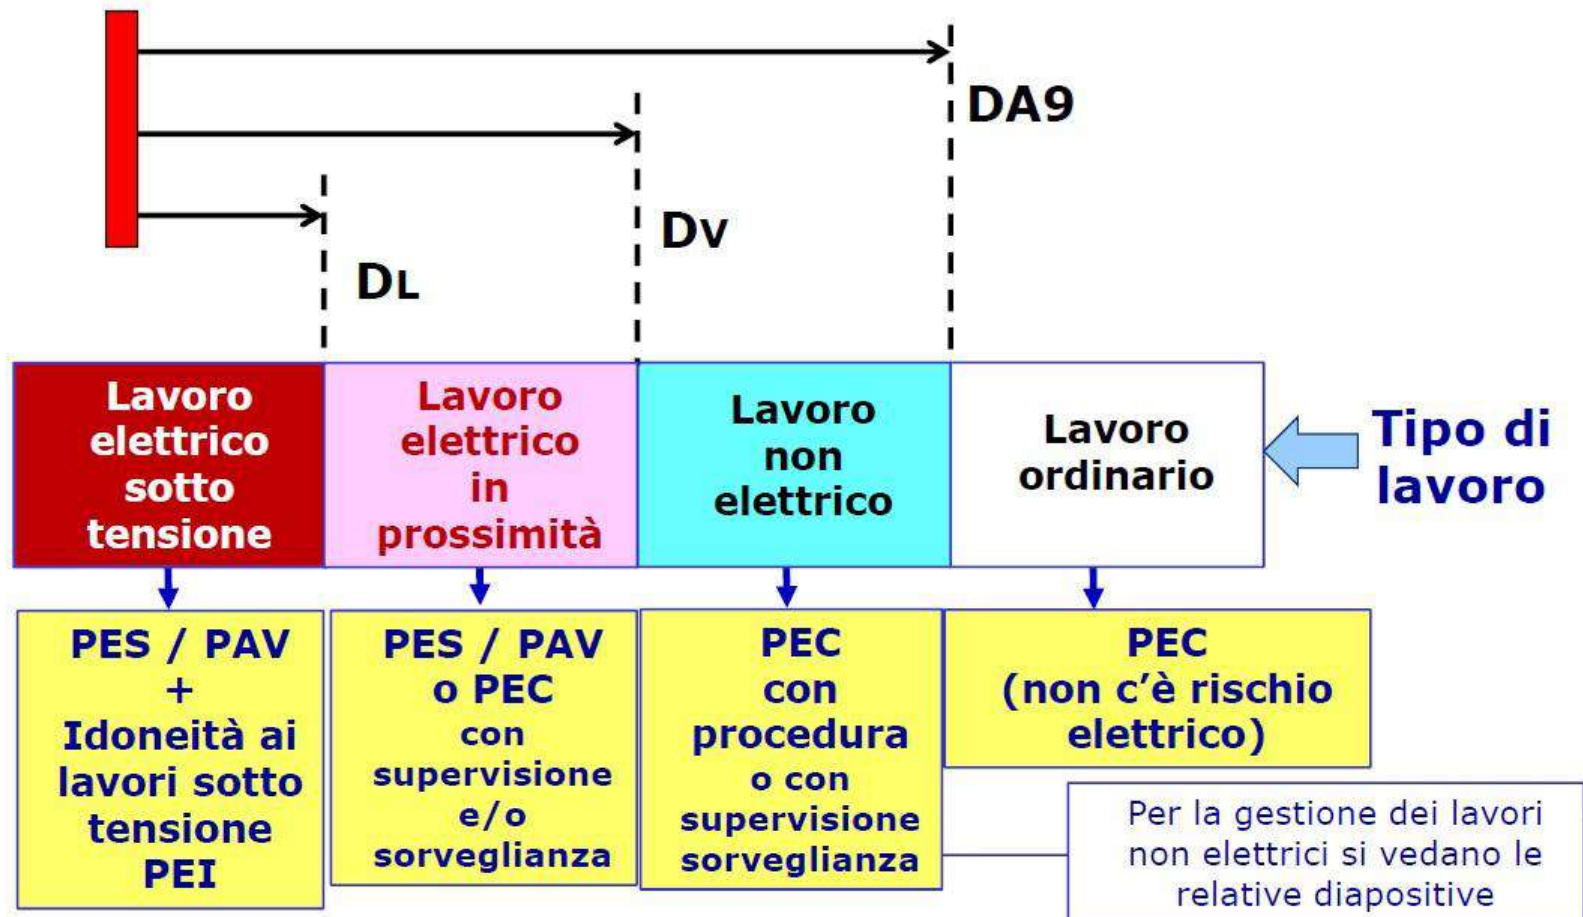 DA9
DV
DL
Lavoro
elettrico
sotto
tensione
Lavoro
elettrico
in
prossimità
Lavoro
non
elettrico
Lavoro
ordinario
Tipo di
lavoro
PES / PAV
+
Idoneità ai
lavori sotto
tensione
PEI
PES / PAV
o PEC
con
supervisione
e/o
sorveglianza
PEC
con
procedura
o con
supervisione
sorveglianza
PEC
(non c'è rischio
elettrico)
Per la gestione dei lavori
non elettrici si vedano le
relative diapositive